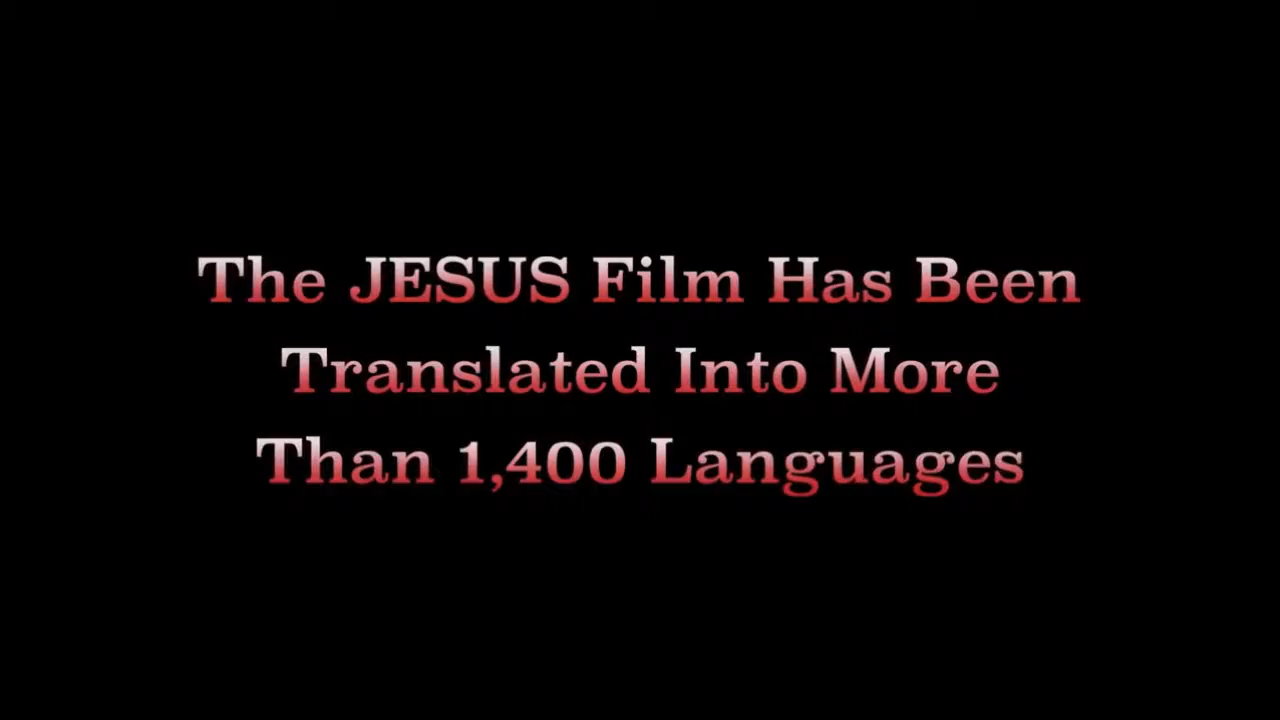 The JESUS Film Has Been
Translated Into More
Than 1,400 Languages